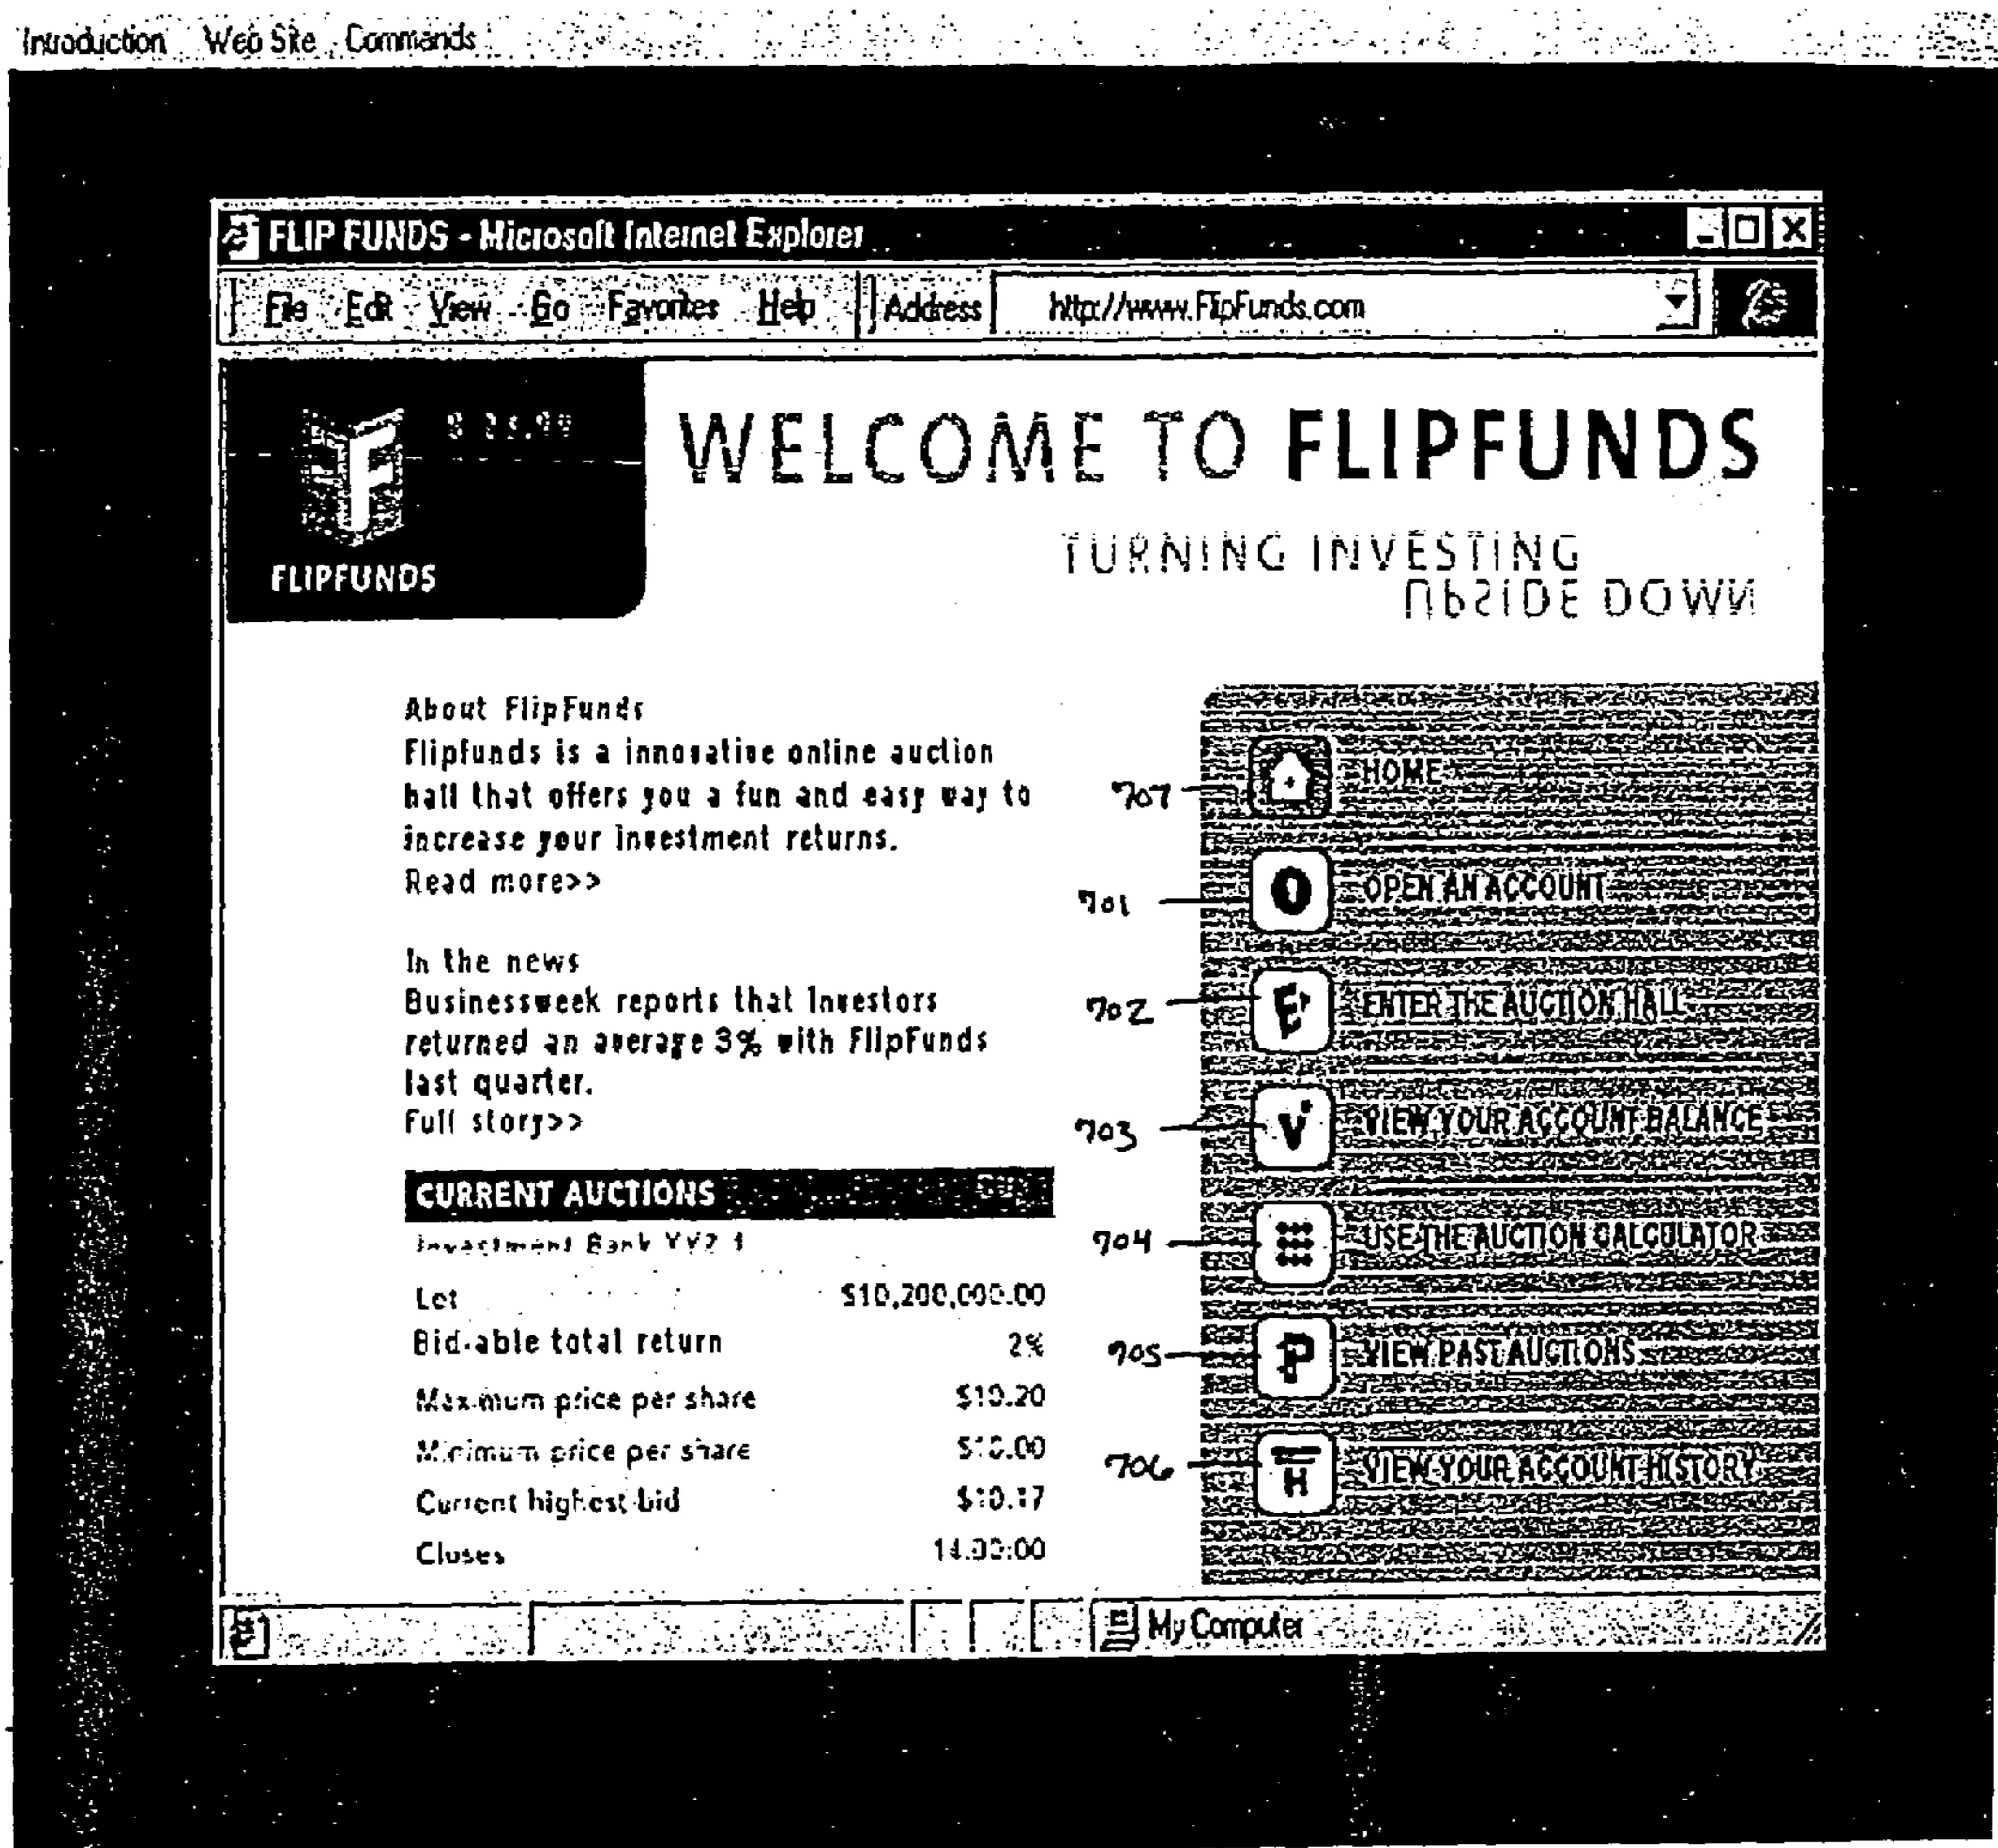 Introduction Web Site Commands
FLIP FUNDS - Microsoft Internet Explorer
File Edit View Go Favorites Help Address http://www.FlipFunds.com
FLIPFUNDS
WELCOME TO FLIPFUNDS
TURNING INVESTING
UPSIDE DOWN
About FlipFunds
Flipfunds is a innovative online auction
hall that offers you a fun and easy way to
increase your investment returns.
Read more>>
In the news
Businessweek reports that Investors
returned an average 3% with FlipFunds
last quarter.
Full story>>
CURRENT AUCTIONS
Investment Bank
Lot $10,200,000.00
Bid-able total return 2%
Maximum price per share $10.20
Minimum price per share $10.00
Current highest bid $10.17
Closes 14:00:00
707 HOME
701 O OPEN AN ACCOUNT
702 E ENTER THE AUCTION HALL
703 V VIEW YOUR ACCOUNT BALANCE
704 USE THE AUCTION CALCULATOR
705 P VIEW PAST AUCTIONS
706 H VIEW YOUR ACCOUNT HISTORY
My Computer